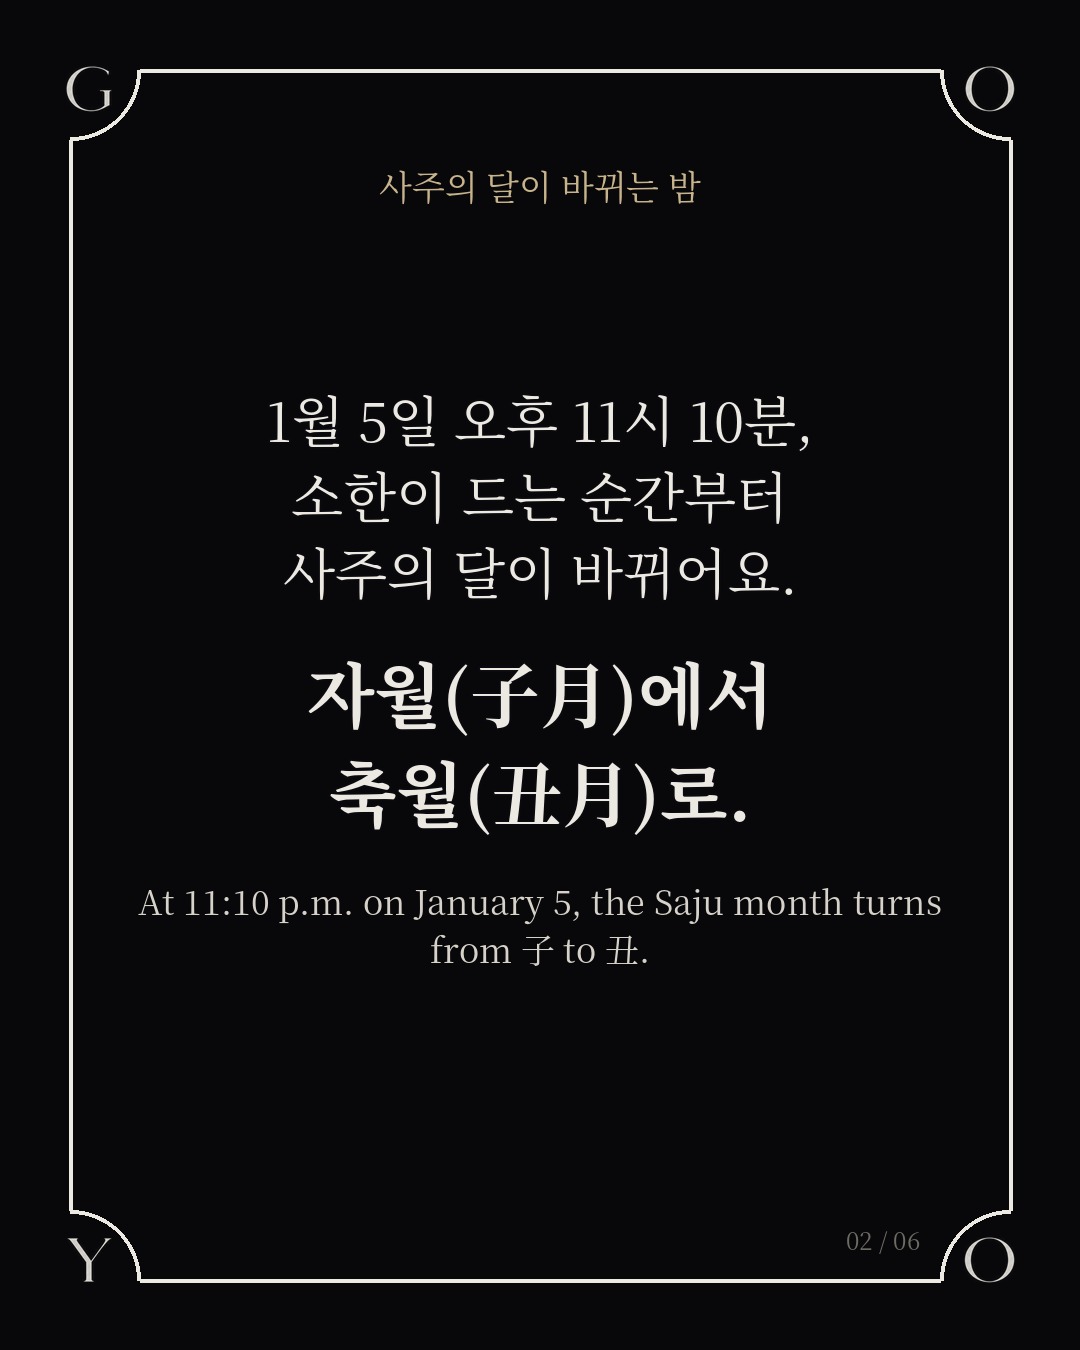 G O
사주의 달이 바뀌는 밤
1월 5일 오후 11시 10분,
소한이 드는 순간부터
사주의 달이 바뀌어요.
자월(子月)에서
축월(丑月)로.
At 11:10 p.m. on January 5, the Saju month turns
from 子 to 丑.
02 / 06
Y O